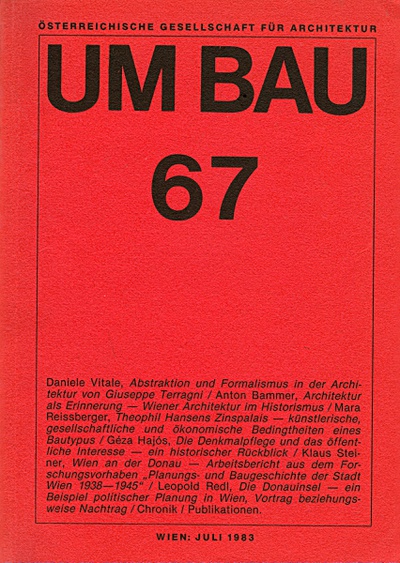 ÖSTERREICHISCHE GESELLSCHAFT FÜR ARCHITEKTUR
UM BAU
67
Daniele Vitale, Abstraktion und Formalismus in der Archi-
tektur von Giuseppe Terragni / Anton Bammer, Architektur
als Erinnerung — Wiener Architektur im Historismus / Mara
Reissberger, Theophil Hansens Zinspalais — künstlerische,
gesellschaftliche und ökonomische Bedingtheiten eines
Bautypus / Géza Hajós, Die Denkmalpflege und das öffent-
liche Interesse — ein historischer Rückblick / Klaus Stei-
ner, Wien an der Donau — Arbeitsbericht aus dem For-
schungsvorhaben „Planungs- und Baugeschichte der Stadt
Wien 1938—1945“ / Leopold Redl, Die Donauinsel — ein
Beispiel politischer Planung in Wien, Vortrag beziehungs-
weise Nachtrag / Chronik / Publikationen.
WIEN: JULI 1983